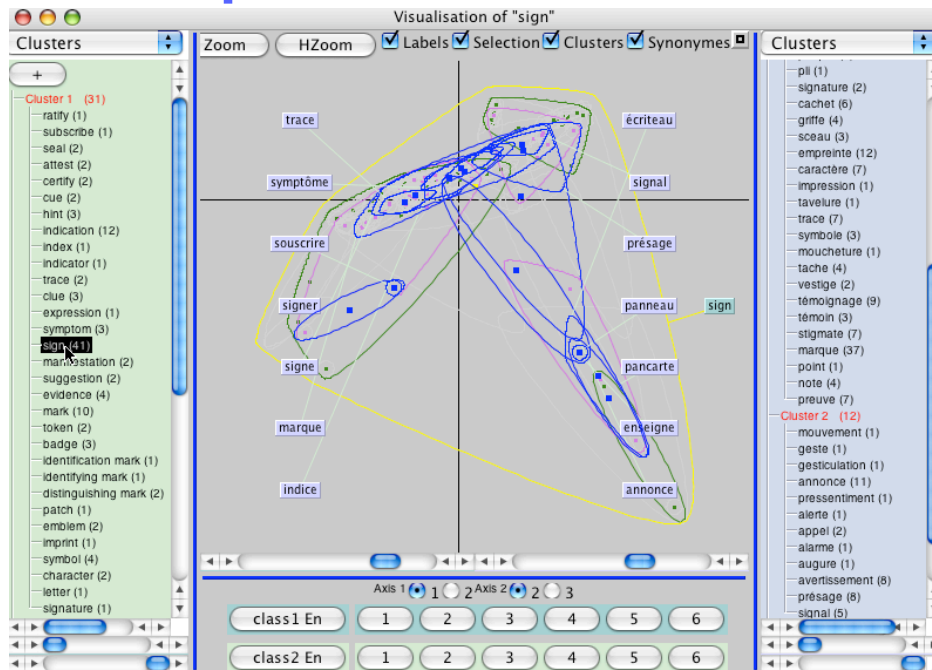 Visualisation of "sign"
Clusters
+
Cluster 1 (31)
ratify (1)
subscribe (1)
seal (2)
attest (2)
certify (2)
cue (2)
hint (3)
indication (12)
index (1)
indicator (1)
trace (2)
clue (3)
expression (1)
symptom (3)
sign (41)
manifestation (2)
suggestion (2)
evidence (4)
mark (10)
token (2)
badge (3)
identification mark (1)
identifying mark (1)
distinguishing mark (2)
patch (1)
emblem (2)
imprint (1)
symbol (4)
character (2)
letter (1)
signature (1)
Zoom HZoom Labels Selection Clusters Synonymes
trace écriteau
symptôme signal
souscrire présage
signer panneau sign
signe pancarte
marque enseigne
indice annonce
Axis 1 1 2 Axis 2 2 3
class1 En 1 2 3 4 5 6
class2 En 1 2 3 4 5 6
Clusters
pli (1)
signature (2)
cachet (6)
griffe (4)
sceau (3)
empreinte (12)
caractère (7)
impression (1)
tavelure (1)
trace (7)
symbole (3)
moucheture (1)
tache (4)
vestige (2)
témoignage (9)
témoin (3)
stigmate (7)
marque (37)
point (1)
note (4)
preuve (7)
Cluster 2 (12)
mouvement (1)
geste (1)
gesticulation (1)
annonce (11)
pressentiment (1)
alerte (1)
appel (2)
alarme (1)
augure (1)
avertissement (8)
présage (8)
signal (5)